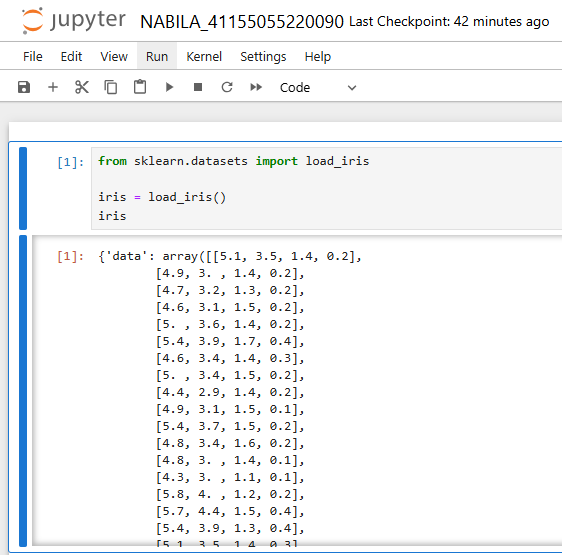 jupyter NABILA_41155055220090 Last Checkpoint: 42 minutes ago
File Edit View Run Kernel Settings Help
Code
[1]: from sklearn.datasets import load_iris
iris = load_iris()
iris
[1]: {'data': array([[5.1, 3.5, 1.4, 0.2],
[4.9, 3. , 1.4, 0.2],
[4.7, 3.2, 1.3, 0.2],
[4.6, 3.1, 1.5, 0.2],
[5. , 3.6, 1.4, 0.2],
[5.4, 3.9, 1.7, 0.4],
[4.6, 3.4, 1.4, 0.3],
[5. , 3.4, 1.5, 0.2],
[4.4, 2.9, 1.4, 0.2],
[4.9, 3.1, 1.5, 0.1],
[5.4, 3.7, 1.5, 0.2],
[4.8, 3.4, 1.6, 0.2],
[4.8, 3. , 1.4, 0.1],
[4.3, 3. , 1.1, 0.1],
[5.8, 4. , 1.2, 0.2],
[5.7, 4.4, 1.5, 0.4],
[5.4, 3.9, 1.3, 0.4],
[5.1, 3.5, 1.4, 0.3],